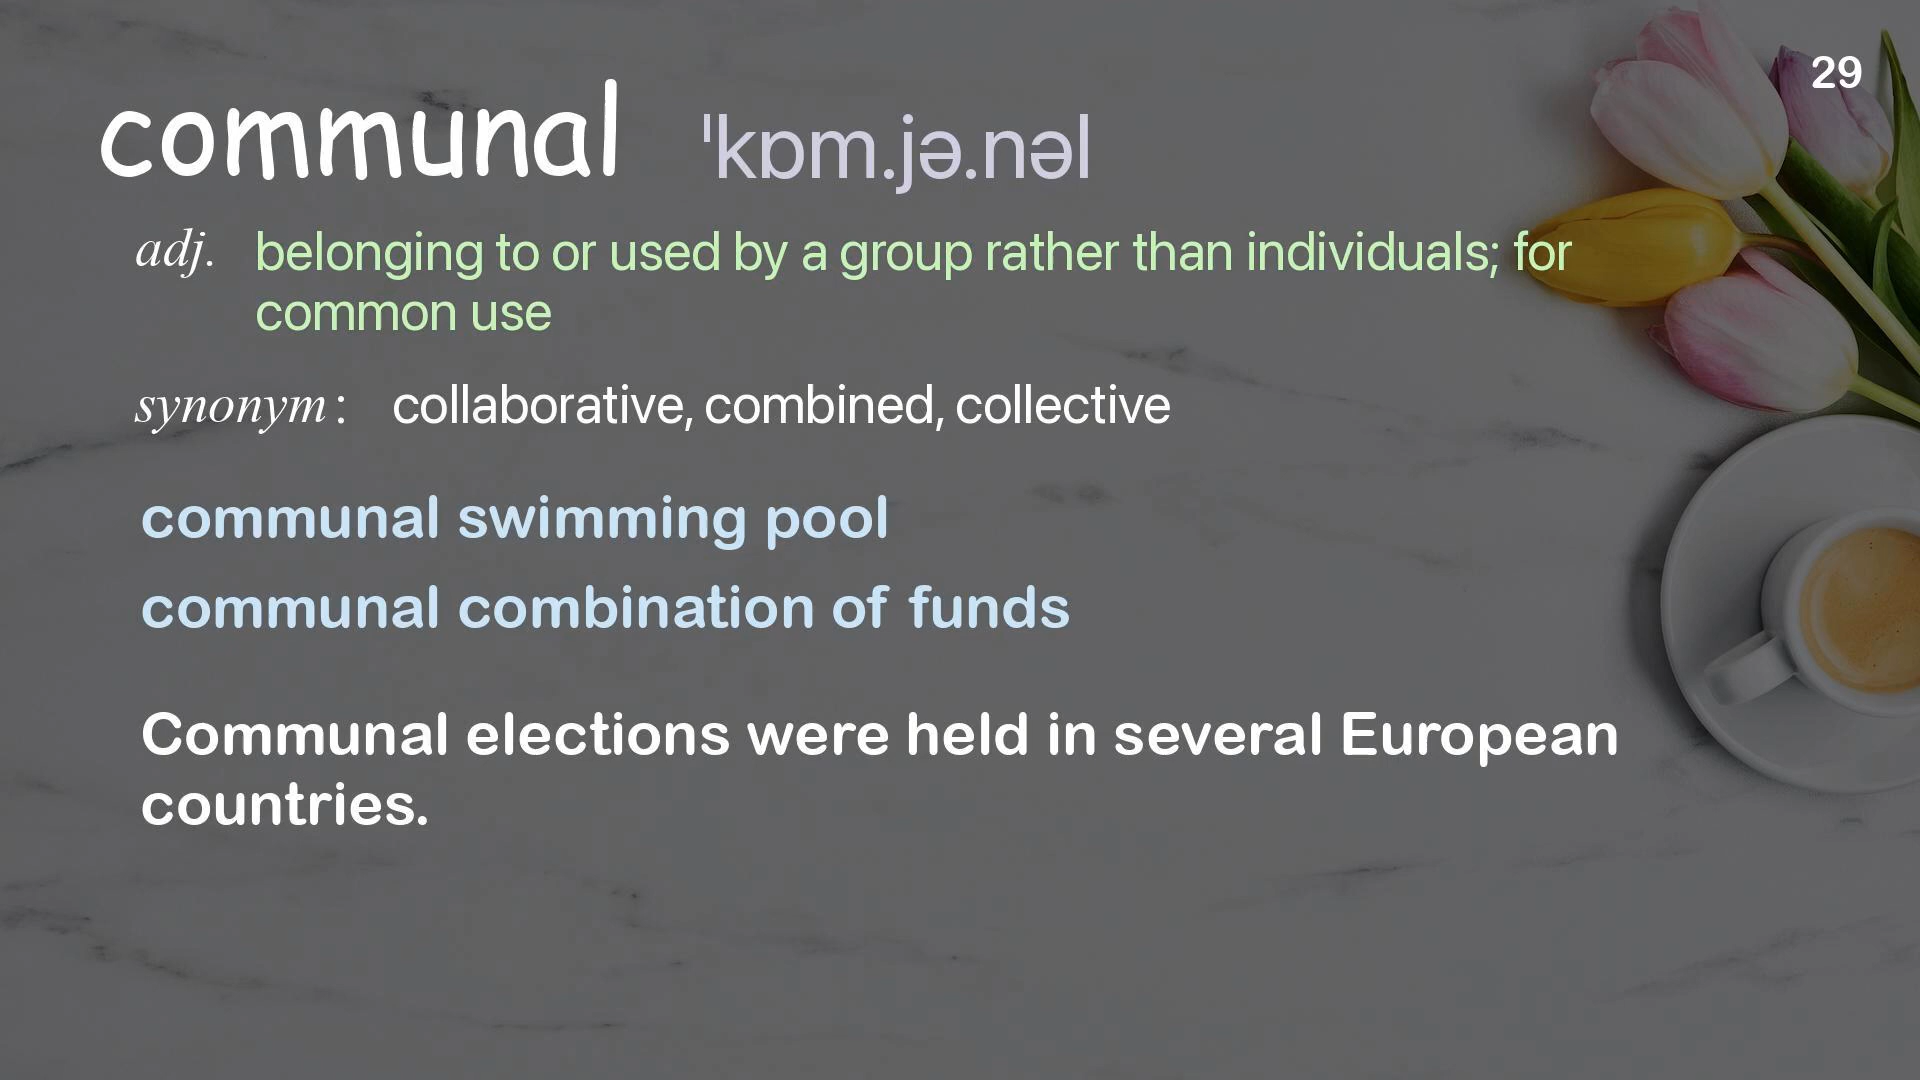 29
communal ˈkɒm.jə.nəl
adj. belonging to or used by a group rather than individuals; for
common use
synonym : collaborative, combined, collective
communal swimming pool
communal combination of funds
Communal elections were held in several European
countries.